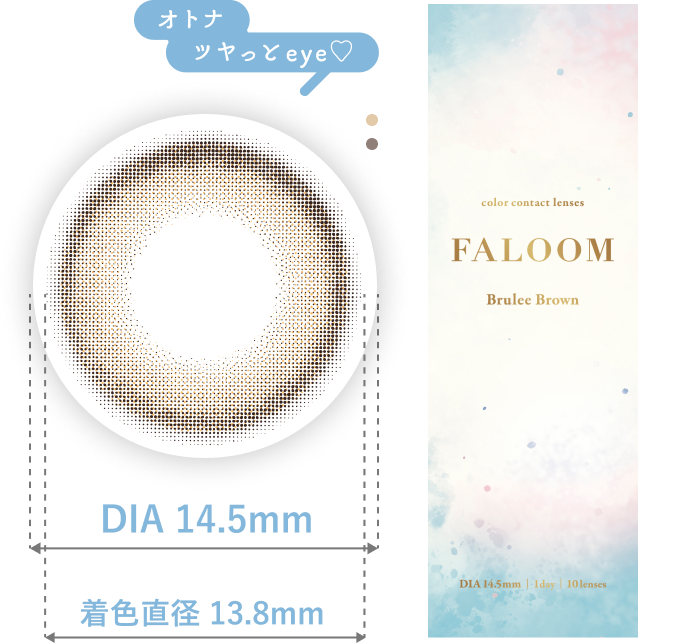 オトナ
ツヤっとeye♡
DIA 14.5mm
着色直径 13.8mm
color contact lenses
FALOOM
Brulee Brown
DIA 14.5mm | 1day | 10lenses